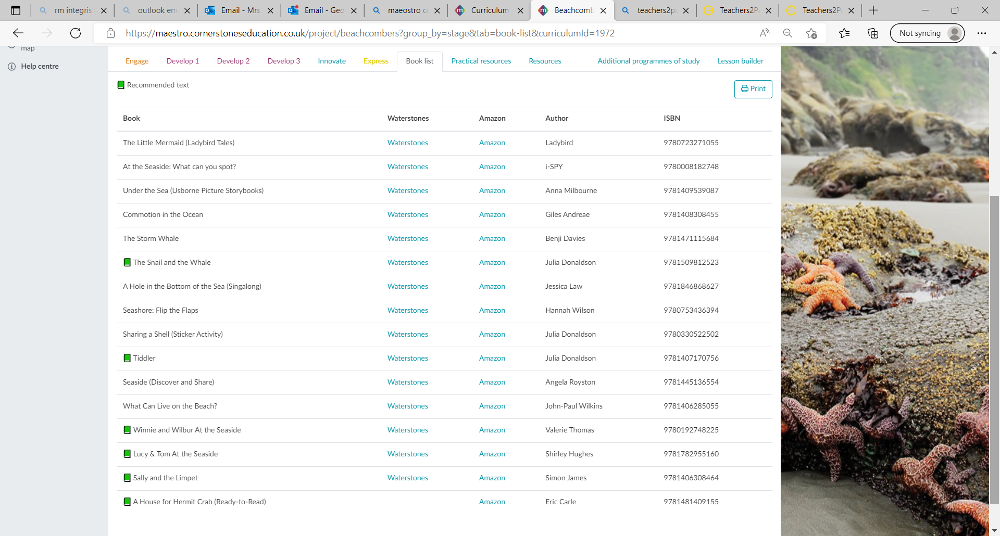 rm integris
outlook em
Email - Mrs
Email - Geo
maeostro co
Curriculum
Beachcomb
teachers2pa
Teachers2Pa
Teachers2Pa
https://maestro.cornerstoneseducation.co.uk/project/beachcombers?group_by=stage&tab=book-list&curriculumId=1972
Not syncing
map
Help centre
Engage Develop 1 Develop 2 Develop 3 Innovate Express Book list Practical resources Resources Additional programmes of study Lesson builder
Recommended text
Print
Book Waterstones Amazon Author ISBN
The Little Mermaid (Ladybird Tales) Waterstones Amazon Ladybird 9780723271055
At the Seaside: What can you spot? Waterstones Amazon i-SPY 9780008182748
Under the Sea (Usborne Picture Storybooks) Waterstones Amazon Anna Milbourne 9781409539087
Commotion in the Ocean Waterstones Amazon Giles Andreae 9781408308455
The Storm Whale Waterstones Amazon Benji Davies 9781471115684
The Snail and the Whale Waterstones Amazon Julia Donaldson 9781509812523
A Hole in the Bottom of the Sea (Singalong) Waterstones Amazon Jessica Law 9781846868627
Seashore: Flip the Flaps Waterstones Amazon Hannah Wilson 9780753436394
Sharing a Shell (Sticker Activity) Waterstones Amazon Julia Donaldson 9780330522502
Tiddler Waterstones Amazon Julia Donaldson 9781407170756
Seaside (Discover and Share) Waterstones Amazon Angela Royston 9781445136554
What Can Live on the Beach? Waterstones Amazon John-Paul Wilkins 9781406285055
Winnie and Wilbur At the Seaside Waterstones Amazon Valerie Thomas 9780192748225
Lucy & Tom At the Seaside Waterstones Amazon Shirley Hughes 9781782955160
Sally and the Limpet Waterstones Amazon Simon James 9781406308464
A House for Hermit Crab (Ready-to-Read) Amazon Eric Carle 9781481409155